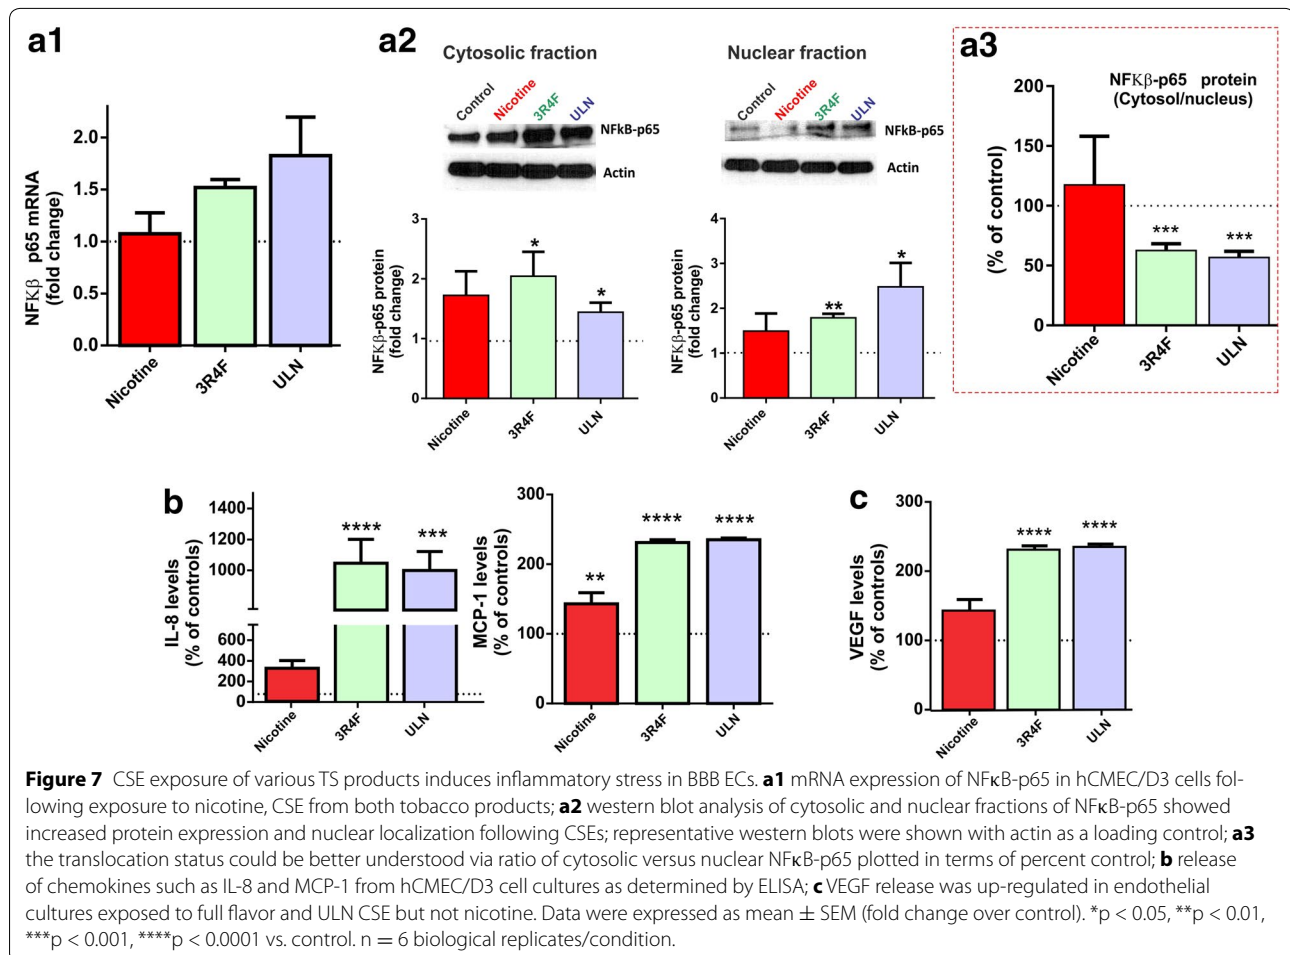 a1
NFKβ p65 mRNA
(fold change)
2.0
1.5
1.0
0.5
0.0
Nicotine
3R4F
ULN
a2
Cytosolic fraction
Control
Nicotine
3R4F
ULN
NFkB-p65
Actin
NFKβ-p65 protein
(fold change)
3
2
1
0
*
*
Nicotine
3R4F
ULN
Nuclear fraction
Control
Nicotine
3R4F
ULN
NFkB-p65
Actin
NFKβ-p65 protein
(fold change)
4
3
2
1
0
**
*
Nicotine
3R4F
ULN
a3
NFKβ-p65 protein
(Cytosol/nucleus)
(% of control)
200
150
100
50
0
***
***
Nicotine
3R4F
ULN
b
IL-8 levels
(% of controls)
1400
1200
1000
600
400
200
0
****
***
Nicotine
3R4F
ULN
MCP-1 levels
(% of controls)
300
200
100
0
**
****
****
Nicotine
3R4F
ULN
c
VEGF levels
(% of controls)
300
200
100
0
****
****
Nicotine
3R4F
ULN
Figure 7 CSE exposure of various TS products induces inflammatory stress in BBB ECs. a1 mRNA expression of NFκB-p65 in hCMEC/D3 cells fol-
lowing exposure to nicotine, CSE from both tobacco products; a2 western blot analysis of cytosolic and nuclear fractions of NFκB-p65 showed
increased protein expression and nuclear localization following CSEs; representative western blots were shown with actin as a loading control; a3
the translocation status could be better understood via ratio of cytosolic versus nuclear NFκB-p65 plotted in terms of percent control; b release
of chemokines such as IL-8 and MCP-1 from hCMEC/D3 cell cultures as determined by ELISA; c VEGF release was up-regulated in endothelial
cultures exposed to full flavor and ULN CSE but not nicotine. Data were expressed as mean ± SEM (fold change over control). *p < 0.05, **p < 0.01,
***p < 0.001, ****p < 0.0001 vs. control. n = 6 biological replicates/condition.